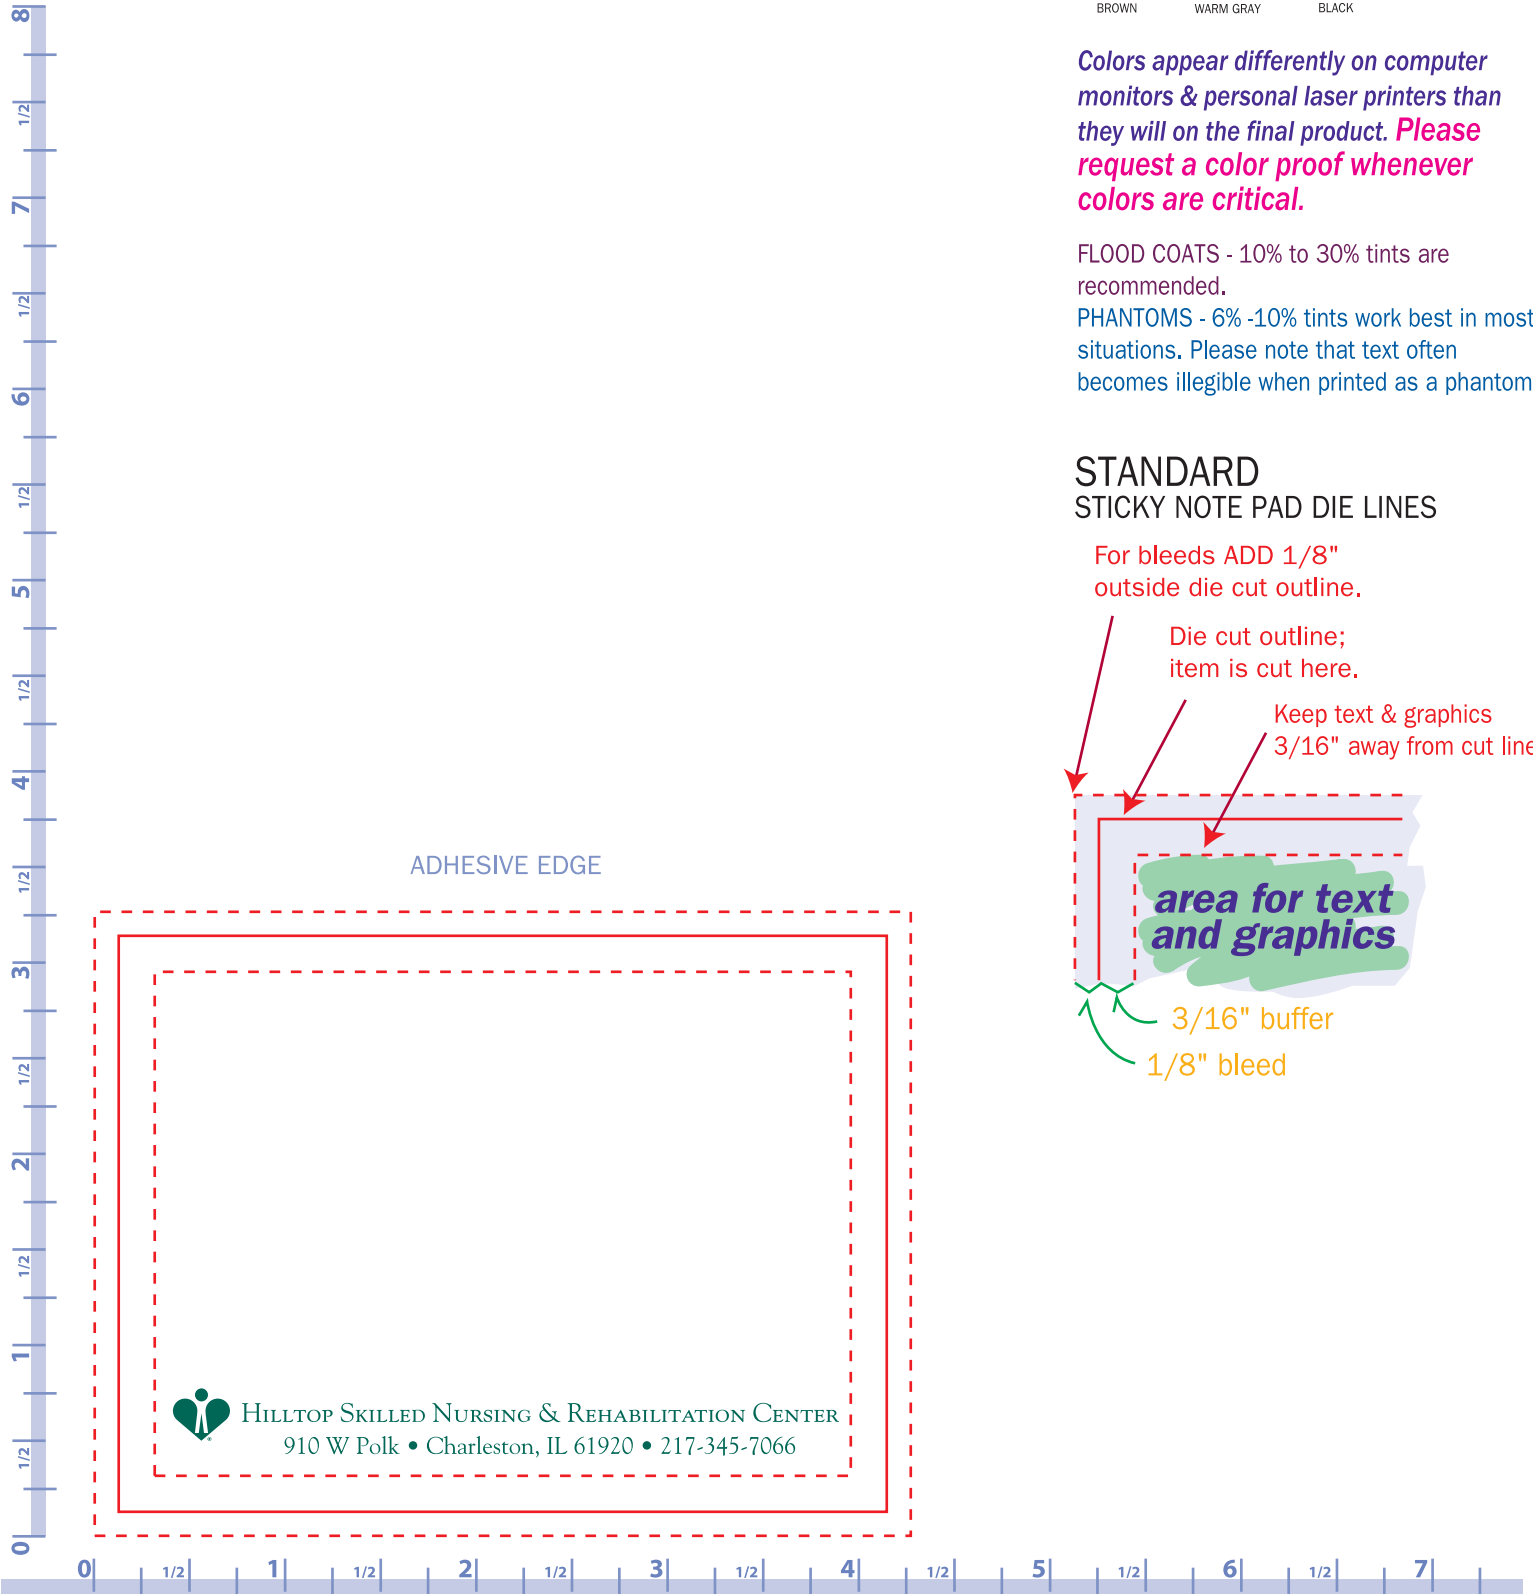 BROWN WARM GRAY BLACK
Colors appear differently on computer
monitors & personal laser printers than
they will on the final product. Please
request a color proof whenever
colors are critical.
FLOOD COATS - 10% to 30% tints are
recommended.
PHANTOMS - 6% -10% tints work best in most
situations. Please note that text often
becomes illegible when printed as a phantom
STANDARD
STICKY NOTE PAD DIE LINES
For bleeds ADD 1/8"
outside die cut outline.
Die cut outline;
item is cut here.
Keep text & graphics
3/16" away from cut line
area for text
and graphics
3/16" buffer
1/8" bleed
ADHESIVE EDGE
HILLTOP SKILLED NURSING & REHABILITATION CENTER
910 W Polk • Charleston, IL 61920 • 217-345-7066
8
1/2
7
1/2
6
1/2
5
1/2
4
1/2
3
1/2
2
1/2
1
1/2
0
0 1/2 1 1/2 2 1/2 3 1/2 4 1/2 5 1/2 6 1/2 7